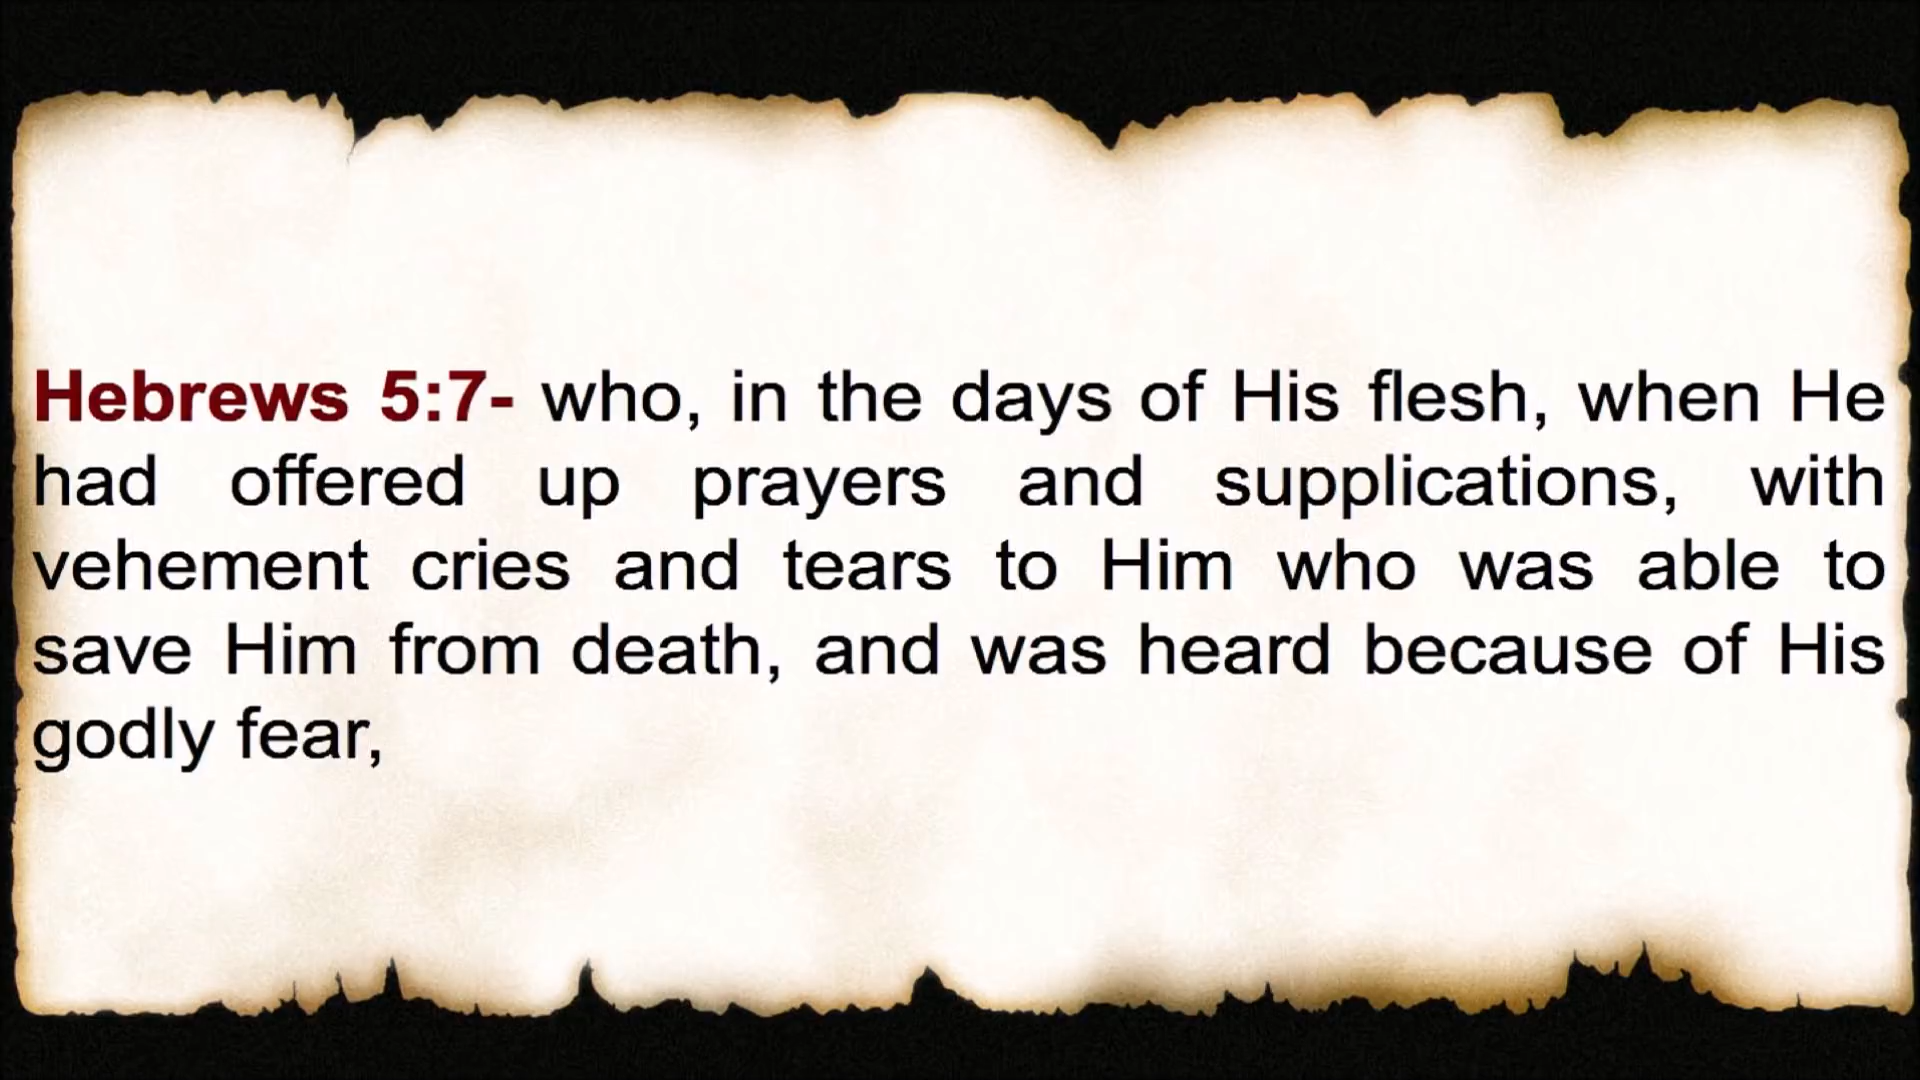 Hebrews 5:7- who, in the days of His flesh, when He
had offered up prayers and supplications, with
vehement cries and tears to Him who was able to
save Him from death, and was heard because of His
godly fear,